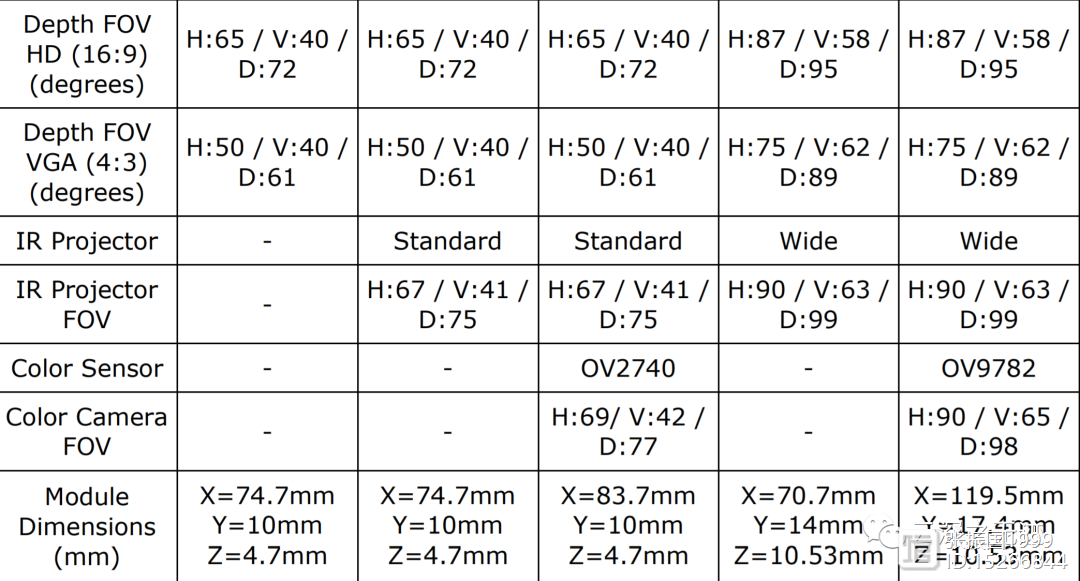 Depth FOV
HD (16:9)
(degrees)
H:65 / V:40 /
D:72
H:65 / V:40 /
D:72
H:65 / V:40 /
D:72
H:87 / V:58 /
D:95
H:87 / V:58 /
D:95
Depth FOV
VGA (4:3)
(degrees)
H:50 / V:40 /
D:61
H:50 / V:40 /
D:61
H:50 / V:40 /
D:61
H:75 / V:62 /
D:89
H:75 / V:62 /
D:89
IR Projector
-
Standard
Standard
Wide
Wide
IR Projector
FOV
-
H:67 / V:41 /
D:75
H:67 / V:41 /
D:75
H:90 / V:63 /
D:99
H:90 / V:63 /
D:99
Color Sensor
-
-
OV2740
-
OV9782
Color Camera
FOV
-
-
H:69/ V:42 /
D:77
-
H:90 / V:65 /
D:98
Module
Dimensions
(mm)
X=74.7mm
Y=10mm
Z=4.7mm
X=74.7mm
Y=10mm
Z=4.7mm
X=83.7mm
Y=10mm
Z=4.7mm
X=70.7mm
Y=14mm
Z=10.53mm
X=119.5mm